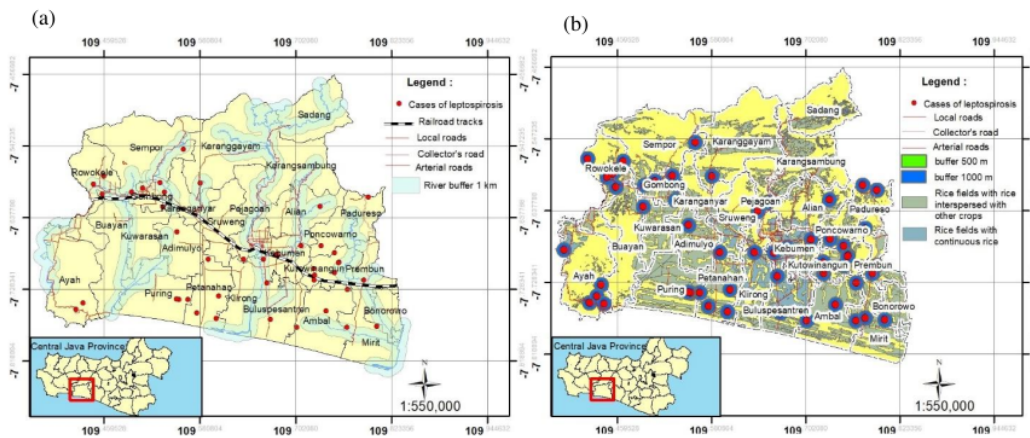 (a)
109 109 109 109
Legend :
Cases of leptospirosis
Railroad tracks
Local roads
Collector's road
Arterial roads
River buffer 1 km
Sadang
Sempor
Karanggayam
Karangsambung
Rowokele
Karanganyar
Pejagoan
Alian
Padureso
Sruweng
Buayan
Kuwarasan
Poncowarno
Adimulyo
Kebumen
Kutowinangun
Prembun
Ayah
Petanahan
Puring
Klirong
Buluspesantren
Ambal
Bonorowo
Mirit
Central Java Province
N
1:550,000
109 109 109 109
(b)
109 109 109 109
Legend :
Cases of leptospirosis
Local roads
Collector's road
Arterial roads
buffer 500 m
buffer 1000 m
Rice fields with rice
interspersed with
other crops
Rice fields with
continuous rice
Sadang
Sempor
Karanggayam
Karangsambung
Rowokele
Gombong
Karanganyar
Pejagoan
Alian
Padureso
Sruweng
Kuwarasan
Poncowarno
Buayan
Adimulyo
Kebumen
Kutowinangun
Prembun
Ayah
Petanahan
Puring
Klirong
Bonorowo
Buluspesantren
Ambal
Mirit
Central Java Province
N
1:550,000
109 109 109 109